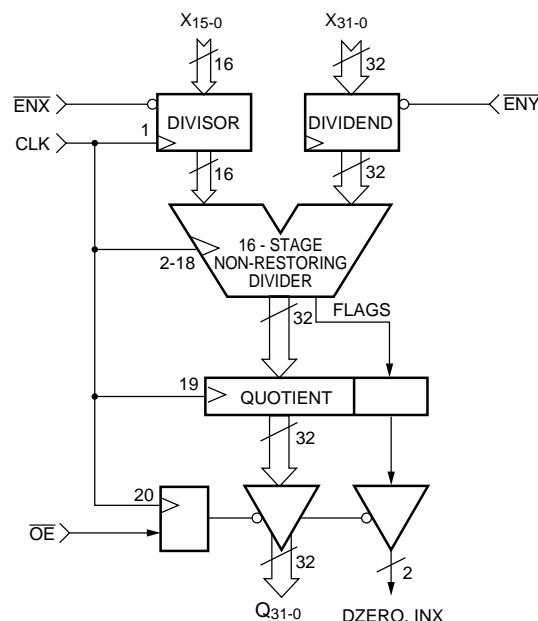 X15-0
X31-0
16
32
ENX
ENY
DIVISOR
DIVIDEND
1
CLK
16
32
16 - STAGE
NON-RESTORING
DIVIDER
2-18
32
FLAGS
19
QUOTIENT
32
20
OE
32
2
Q31-0
DZERO, INX